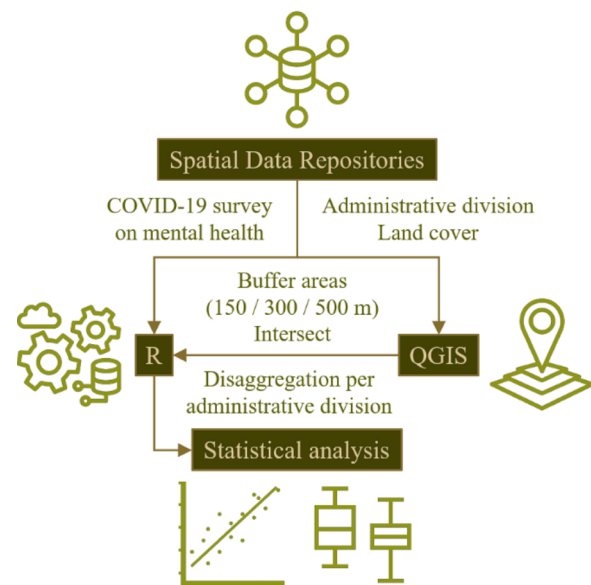 Spatial Data Repositories
COVID-19 survey
on mental health
Administrative division
Land cover
Buffer areas
(150 / 300 / 500 m)
Intersect
R
QGIS
Disaggregation per
administrative division
Statistical analysis